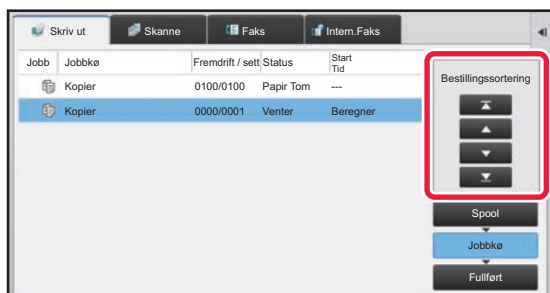 Skriv ut
Skanne
Faks
Intern.Faks
Jobb Jobbkø Fremdrift / sett Status Start Tid
Kopier 0100/0100 Papir Tom ---
Kopier 0000/0001 Venter Beregner
Bestillingssortering
Spool
Jobbkø
Fullført